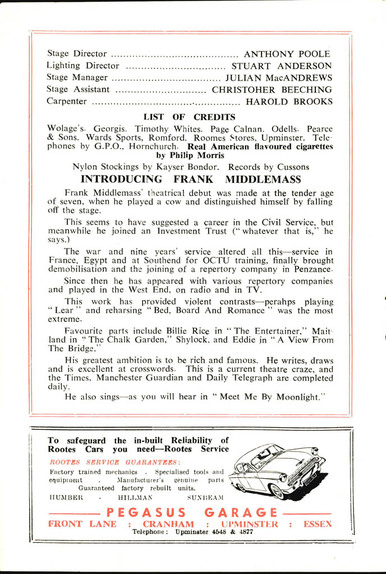 Stage Director ........................................ ANTHONY POOLE
Lighting Director ................................ STUART ANDERSON
Stage Manager .................................... JULIAN MacANDREWS
Stage Assistant ................................ CHRISTOHER BEECHING
Carpenter .............................................. HAROLD BROOKS
LIST OF CREDITS
Wolage's. Georgis. Timothy Whites. Page Calnan. Odells. Pearce
& Sons. Wards Sports, Romford. Roomes Stores, Upminster. Tele-
phones by G.P.O., Hornchurch. Real American flavoured cigarettes
by Philip Morris
Nylon Stockings by Kayser Bondor. Records by Cussons
INTRODUCING FRANK MIDDLEMASS
Frank Middlemass' theatrical debut was made at the tender age
of seven, when he played a cow and distinguished himself by falling
off the stage.
This seems to have suggested a career in the Civil Service, but
meanwhile he joined an Investment Trust ("whatever that is," he
says.)
The war and nine years' service altered all this—service in
France, Egypt and at Southend for OCTU training, finally brought
demobilisation and the joining of a repertory company in Penzance.
Since then he has appeared with various repertory companies
and played in the West End, on radio and in TV.
This work has provided violent contrasts—perahps playing
"Lear" and reharsing "Bed, Board And Romance" was the most
extreme.
Favourite parts include Billie Rice in "The Entertainer," Mait-
land in "The Chalk Garden," Shylock, and Eddie in "A View From
The Bridge."
His greatest ambition is to be rich and famous. He writes, draws
and is excellent at crosswords. This is a current theatre craze, and
the Times, Manchester Guardian and Daily Telegraph are completed
daily.
He also sings—as you will hear in "Meet Me By Moonlight."
To safeguard the in-built Reliability of
Rootes Cars you need—Rootes Service
ROOTES SERVICE GUARANTEES:
Factory trained mechanics . Specialised tools and
equipment . Manufacturer's genuine parts
Guaranteed factory rebuilt units.
HUMBER - HILLMAN SUNBEAM
PEGASUS GARAGE
FRONT LANE : CRANHAM : UPMINSTER : ESSEX
Telephone: Upminster 4548 & 4877